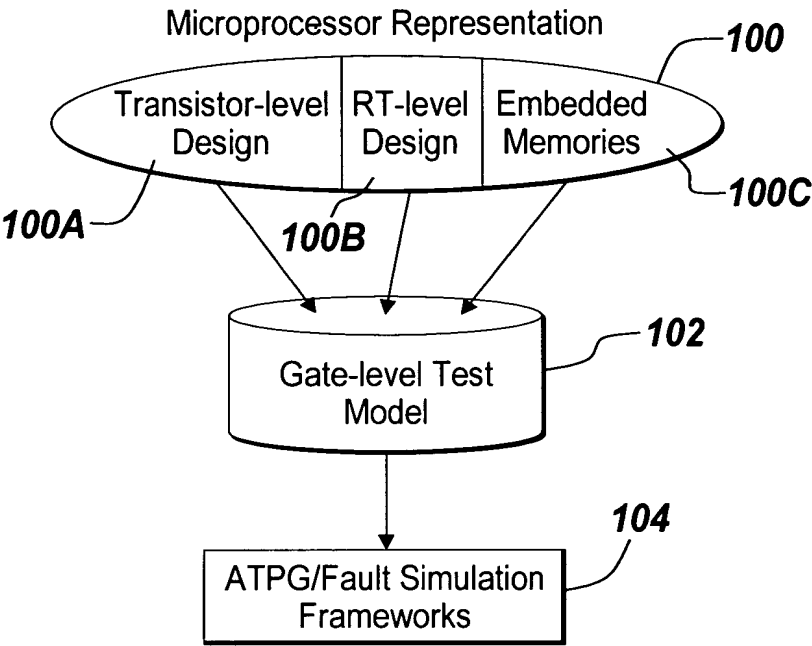 Microprocessor Representation
100
Transistor-level
Design
RT-level
Design
Embedded
Memories
100A
100B
100C
Gate-level Test
Model
102
ATPG/Fault Simulation
Frameworks
104